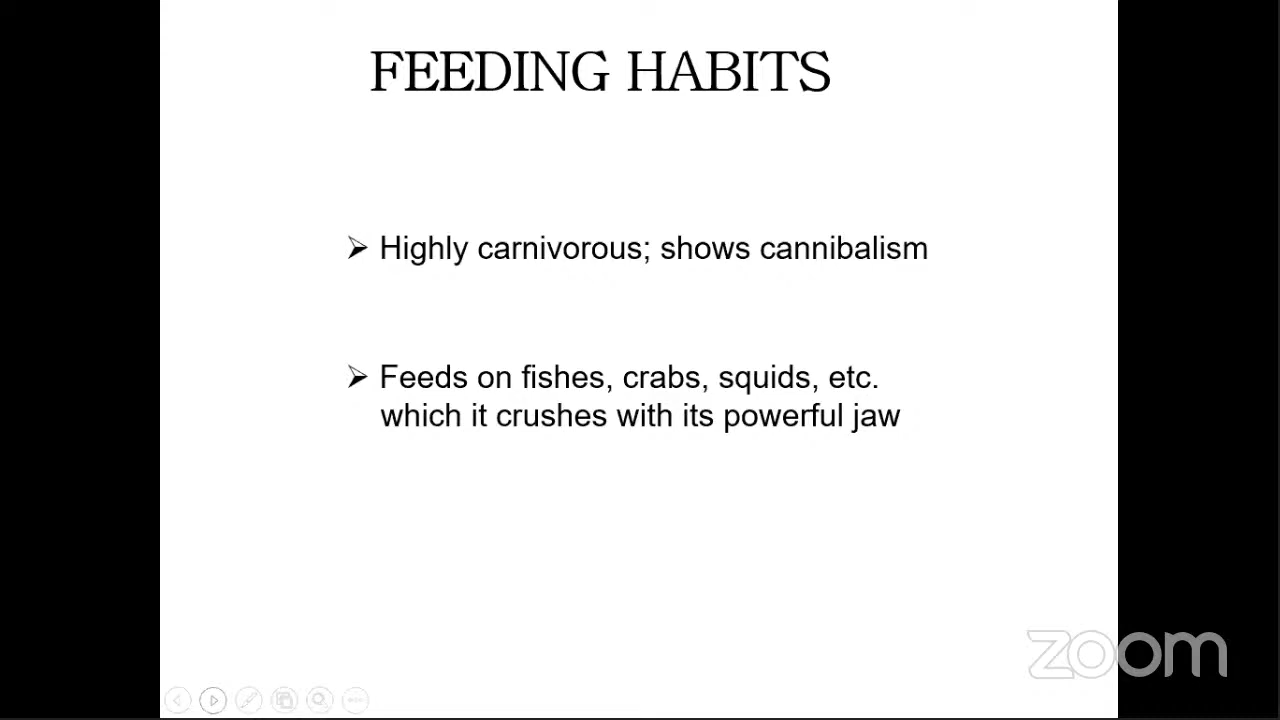 FEEDING HABITS
➢ Highly carnivorous; shows cannibalism
➢ Feeds on fishes, crabs, squids, etc.
which it crushes with its powerful jaw
zoom